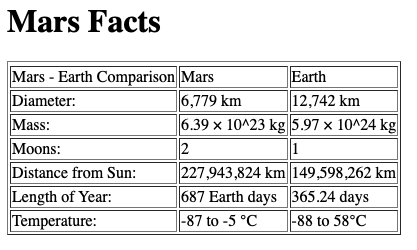 Mars Facts
Mars - Earth Comparison Mars Earth
Diameter: 6,779 km 12,742 km
Mass: 6.39 × 10^23 kg 5.97 × 10^24 kg
Moons: 2 1
Distance from Sun: 227,943,824 km 149,598,262 km
Length of Year: 687 Earth days 365.24 days
Temperature: -87 to -5 °C -88 to 58°C